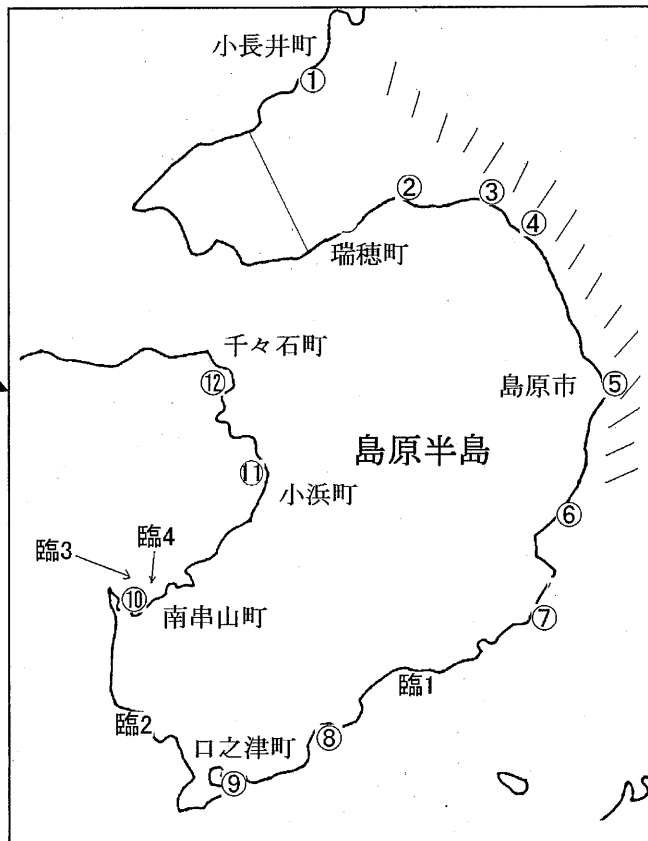 小長井町
①
②
③
④
瑞穂町
千々石町
⑫
島原市
⑤
島原半島
⑪
小浜町
⑥
臨3
臨4
⑩
南串山町
⑦
臨1
臨2
口之津町
⑧
⑨